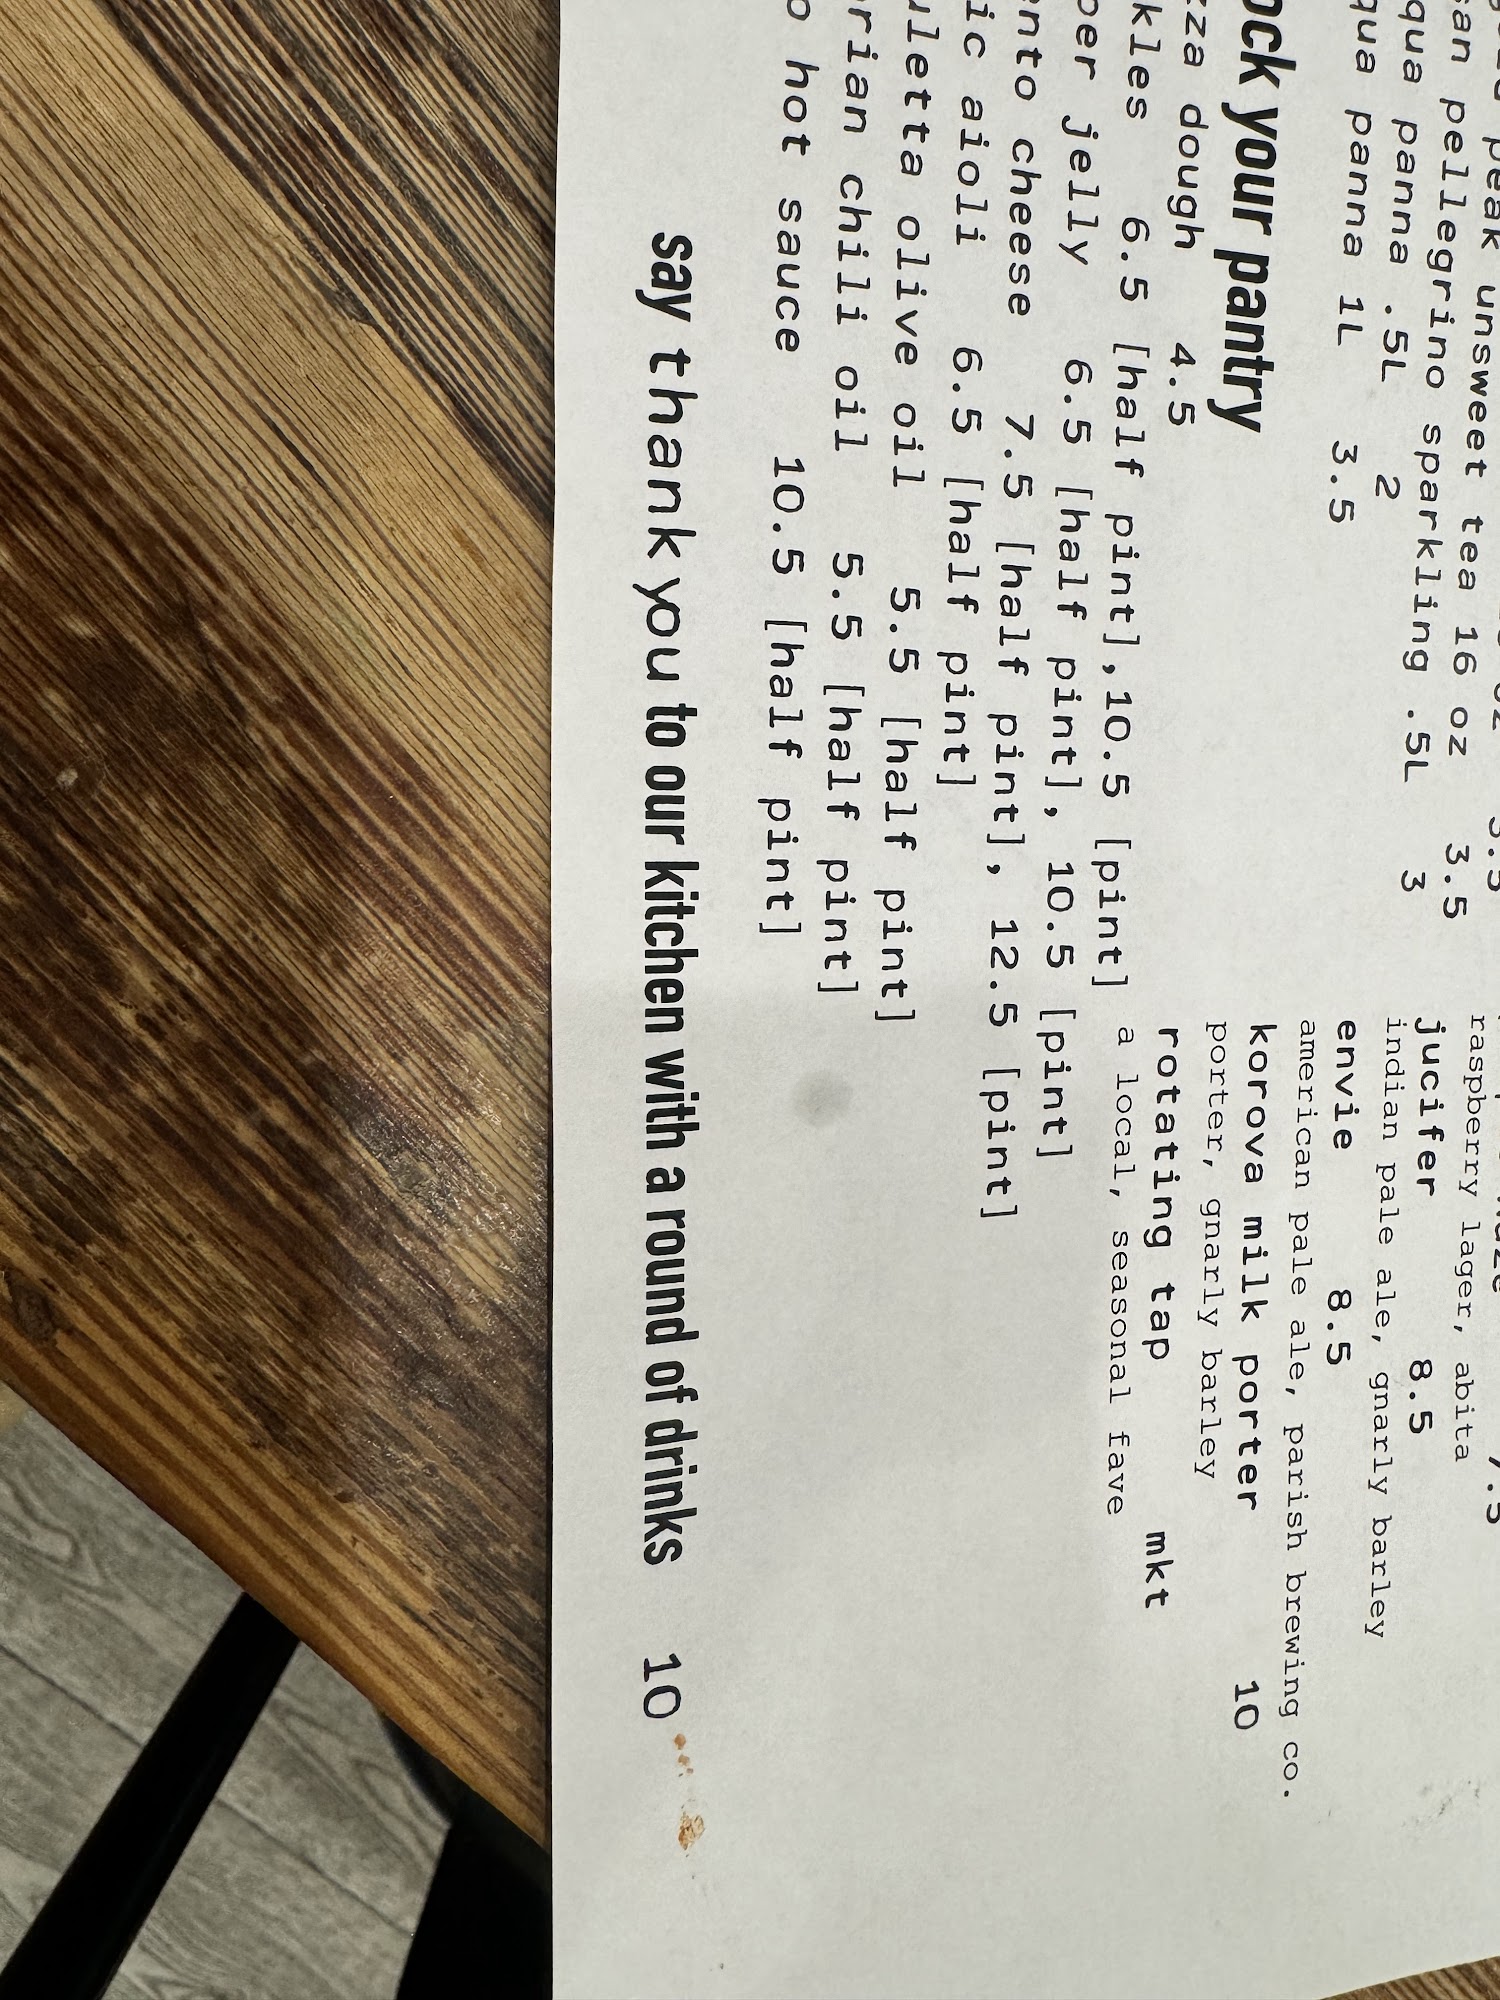 peak unsweet tea 16 oz 3.5
san pellegrino sparkling .5L 3
qua panna .5L 2
qua panna 1L 3.5
ock your pantry
zza dough 4.5
kles 6.5 [half pint],10.5 [pint]
per jelly 6.5 [half pint], 10.5 [pint]
nto cheese 7.5 [half pint], 12.5 [pint]
ic aioli 6.5 [half pint]
uletta olive oil 5.5 [half pint]
rian chili oil 5.5 [half pint]
o hot sauce 10.5 [half pint]
7.5
raspberry lager, abita
jucifer 8.5
indian pale ale, gnarly barley
envie 8.5
american pale ale, parish brewing co.
korova milk porter 10
porter, gnarly barley
rotating tap mkt
a local, seasonal fave
say thank you to our kitchen with a round of drinks 10